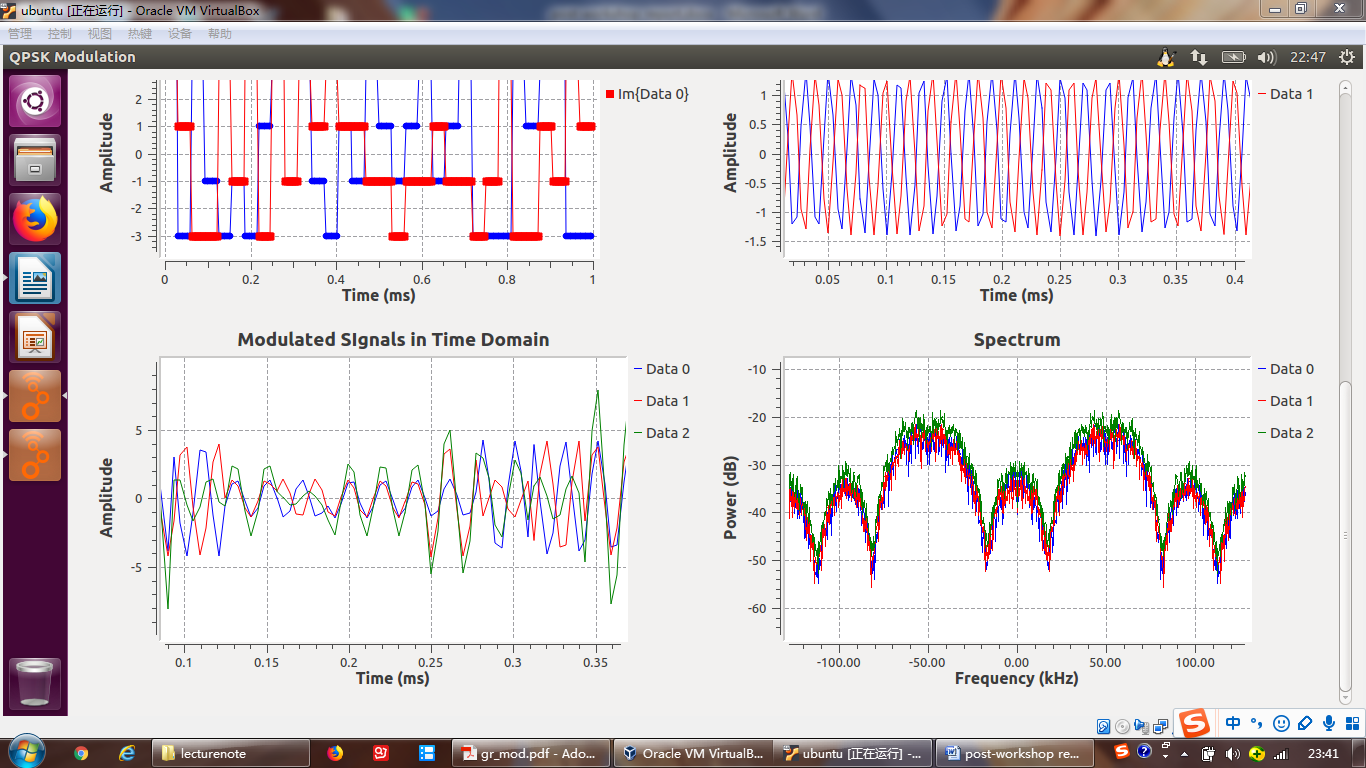 ubuntu [正在运行] - Oracle VM VirtualBox
管理 控制 视图 热键 设备 帮助
QPSK Modulation
22:47
2
1
0
-1
-2
-3
Amplitude
0 0.2 0.4 0.6 0.8 1
Time (ms)
Im{Data 0}
1
0.5
0
-0.5
-1
-1.5
Amplitude
0.05 0.1 0.15 0.2 0.25 0.3 0.35 0.4
Time (ms)
Data 1
Modulated SIgnals in Time Domain
5
0
-5
Amplitude
0.1 0.15 0.2 0.25 0.3 0.35
Time (ms)
Data 0
Data 1
Data 2
Spectrum
-10
-20
-30
-40
-50
-60
Power (dB)
-100.00 -50.00 0.00 50.00 100.00
Frequency (kHz)
Data 0
Data 1
Data 2
中
lecturenote
gr_mod.pdf - Ado...
Oracle VM VirtualB...
ubuntu [正在运行] -...
post-workshop re...
23:41